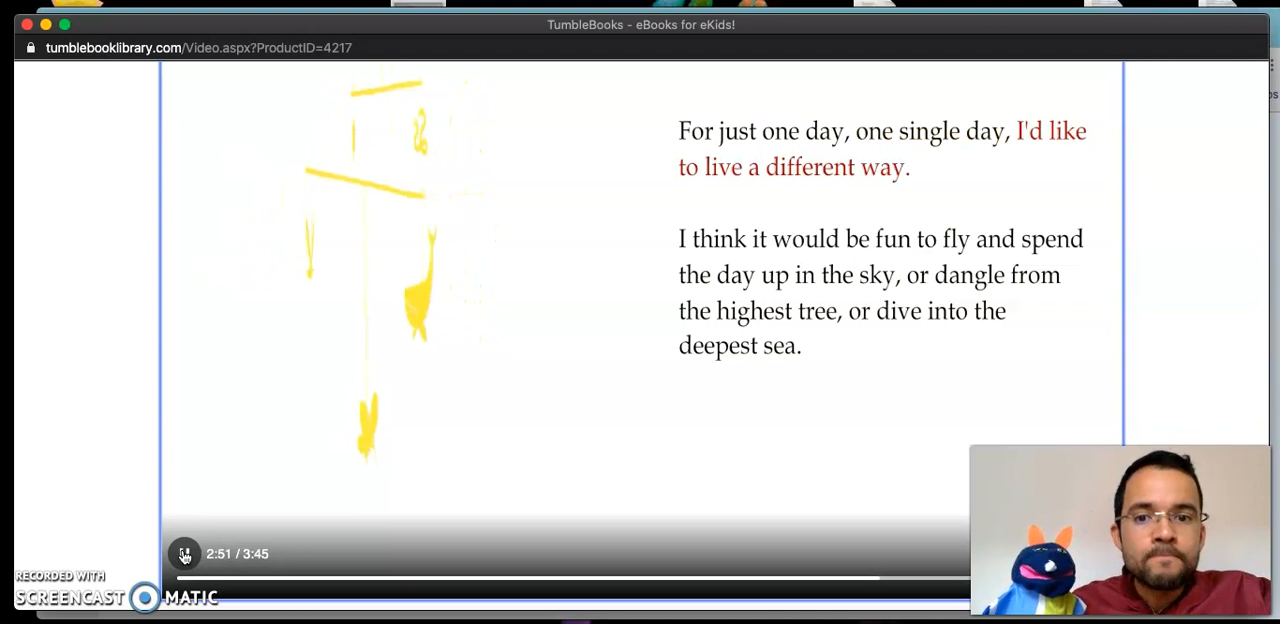 TumbleBooks - eBooks for eKids!
tumblebooklibrary.com/Video.aspx?ProductID=4217
For just one day, one single day, I'd like
to live a different way.
I think it would be fun to fly and spend
the day up in the sky, or dangle from
the highest tree, or dive into the
deepest sea.
2:51 / 3:45
RECORDED WITH
SCREENCAST MATIC